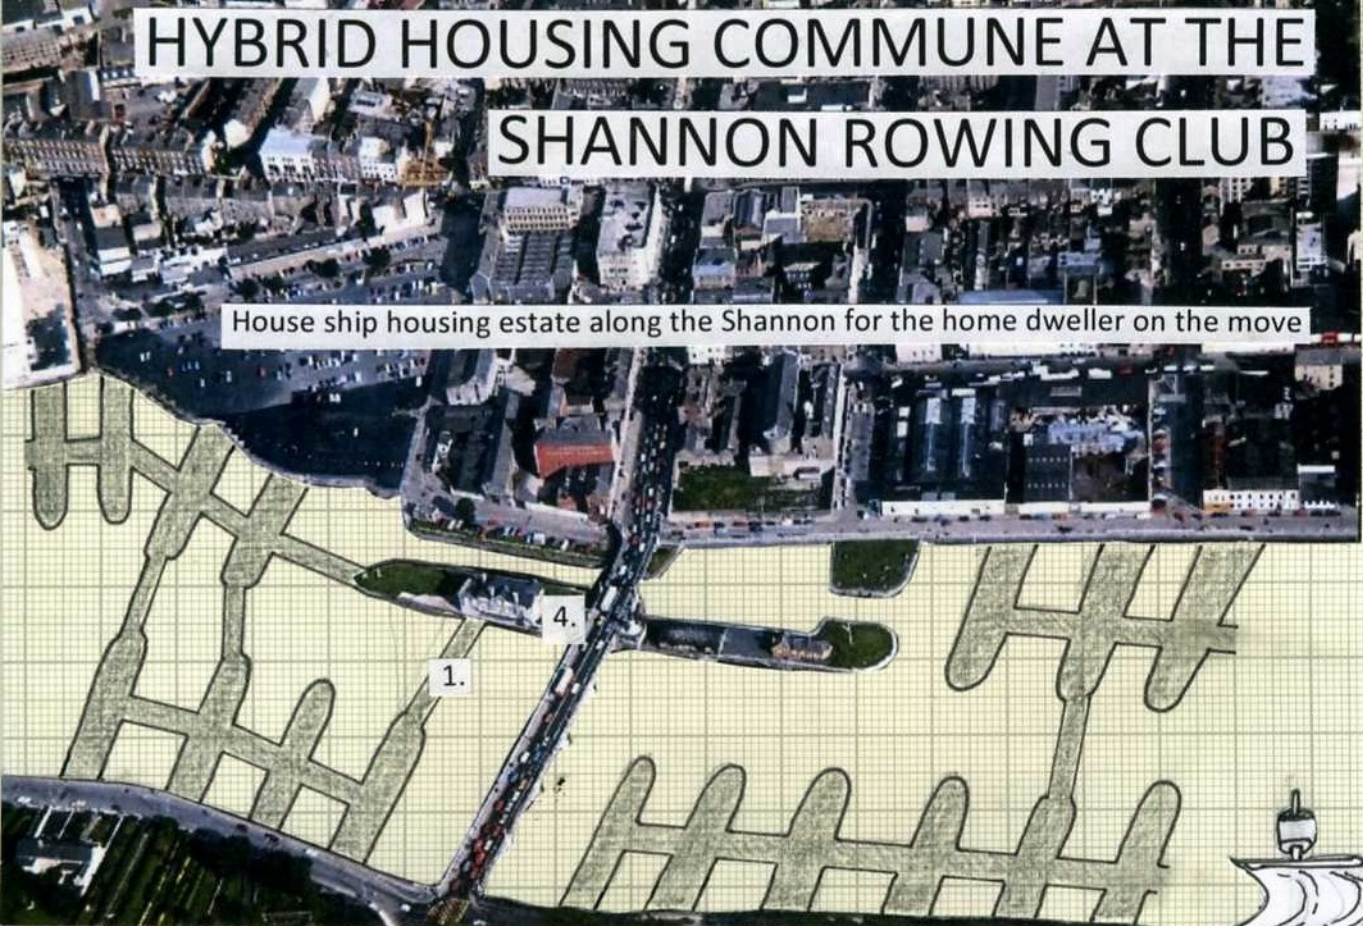 HYBRID HOUSING COMMUNE AT THE
SHANNON ROWING CLUB
House ship housing estate along the Shannon for the home dweller on the move
4.
1.